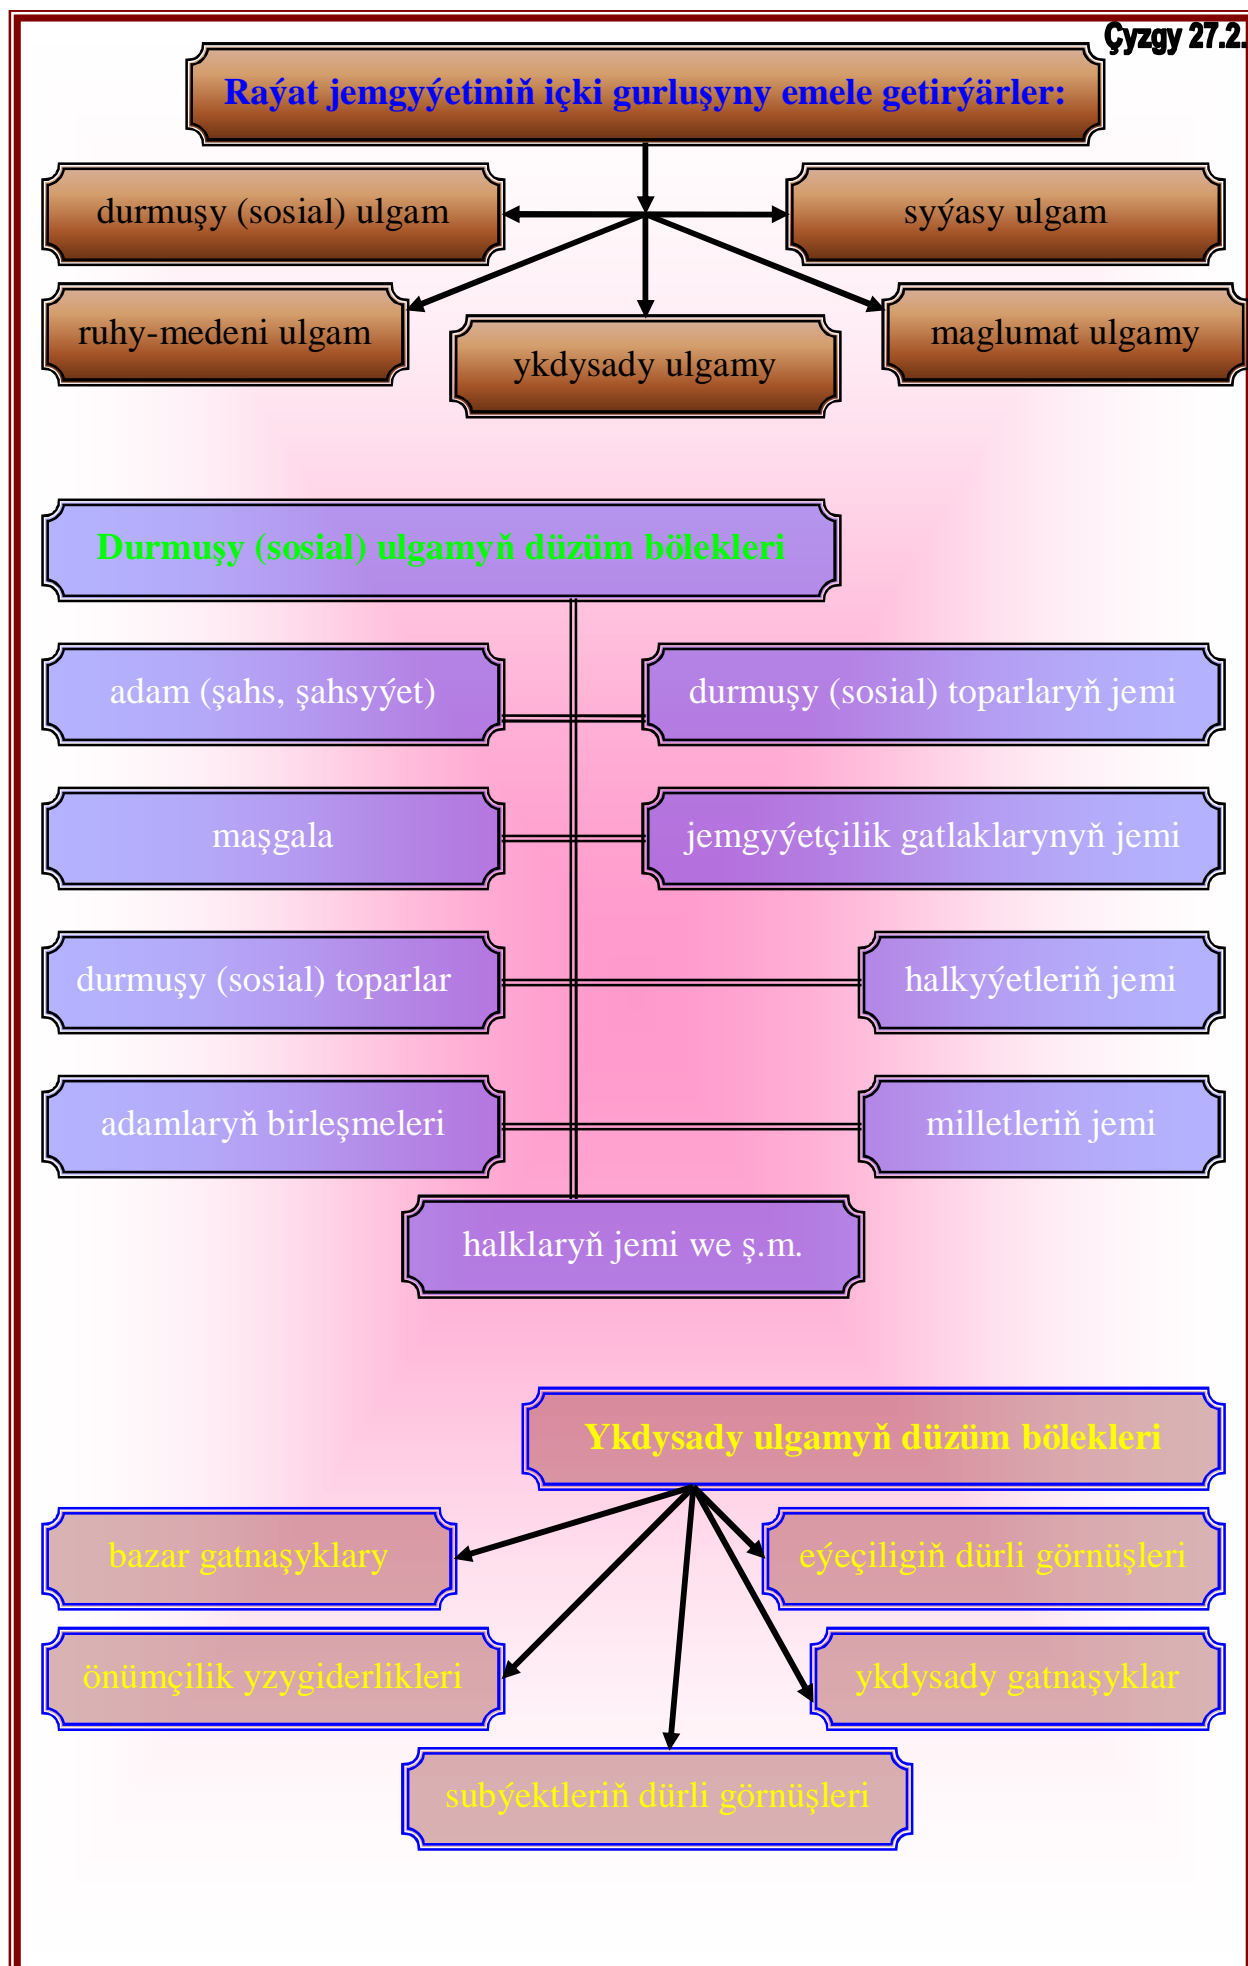 Çyzgy 27.2.
Raýat jemgyýetiniň içki gurluşyny emele getirýärler:
durmuşy (sosial) ulgam
syýasy ulgam
ruhy-medeni ulgam
ykdysady ulgamy
maglumat ulgamy
Durmuşy (sosial) ulgamyň düzüm bölekleri
adam (şahs, şahsyýet)
durmuşy (sosial) toparlaryň jemi
maşgala
jemgyýetçilik gatlaklarynyň jemi
durmuşy (sosial) toparlar
halkyýetleriň jemi
adamlaryň birleşmeleri
milletleriň jemi
halklaryň jemi we ş.m.
Ykdysady ulgamyň düzüm bölekleri
bazar gatnaşyklary
eýeçiligiň dürli görnüşleri
önümçilik yzygiderlikleri
ykdysady gatnaşyklar
subýektleriň dürli görnüşleri